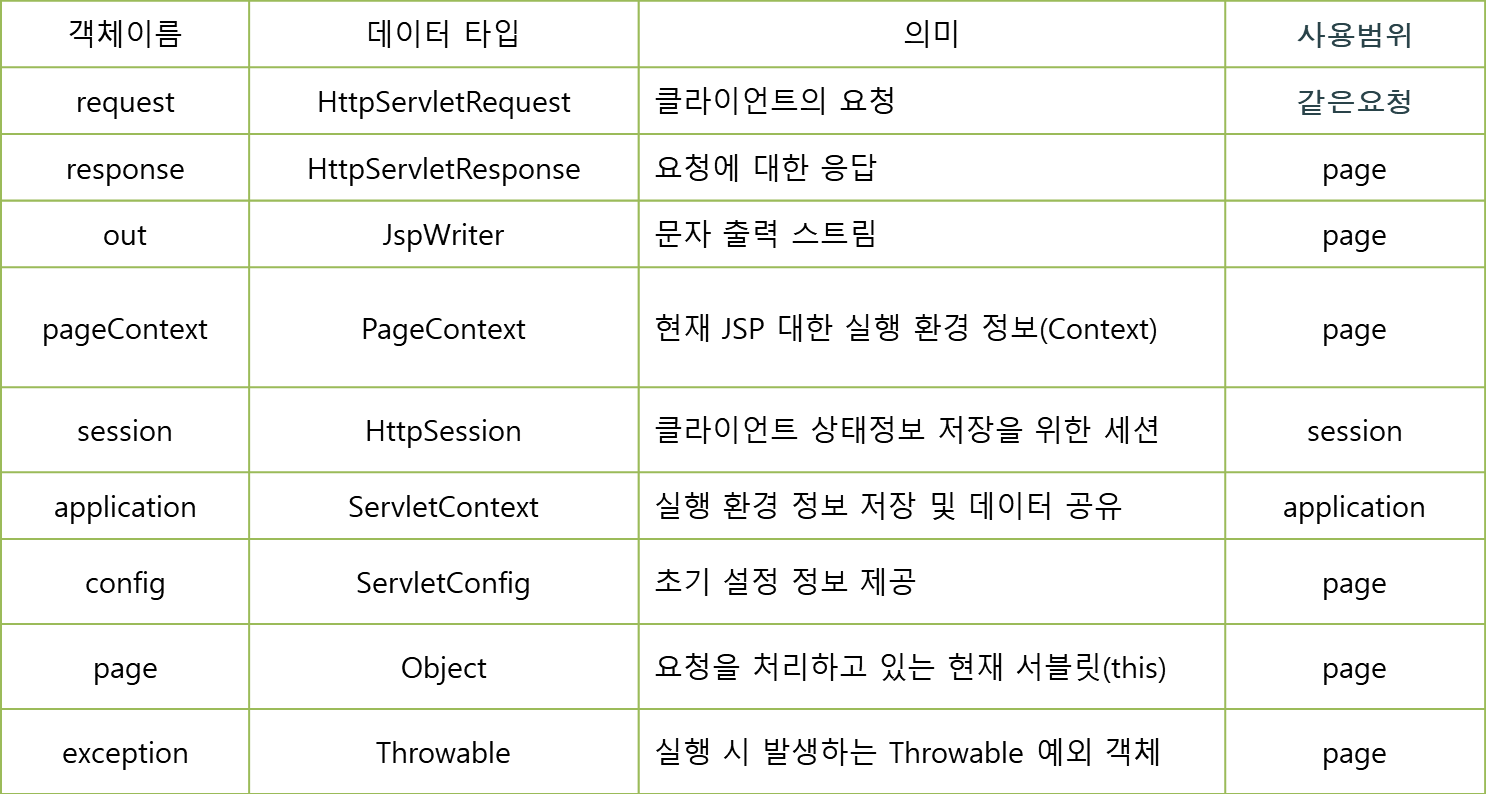 객체이름 데이터 타입 의미 사용범위
request HttpServletRequest 클라이언트의 요청 같은요청
response HttpServletResponse 요청에 대한 응답 page
out JspWriter 문자 출력 스트림 page
pageContext PageContext 현재 JSP 대한 실행 환경 정보(Context) page
session HttpSession 클라이언트 상태정보 저장을 위한 세션 session
application ServletContext 실행 환경 정보 저장 및 데이터 공유 application
config ServletConfig 초기 설정 정보 제공 page
page Object 요청을 처리하고 있는 현재 서블릿(this) page
exception Throwable 실행 시 발생하는 Throwable 예외 객체 page